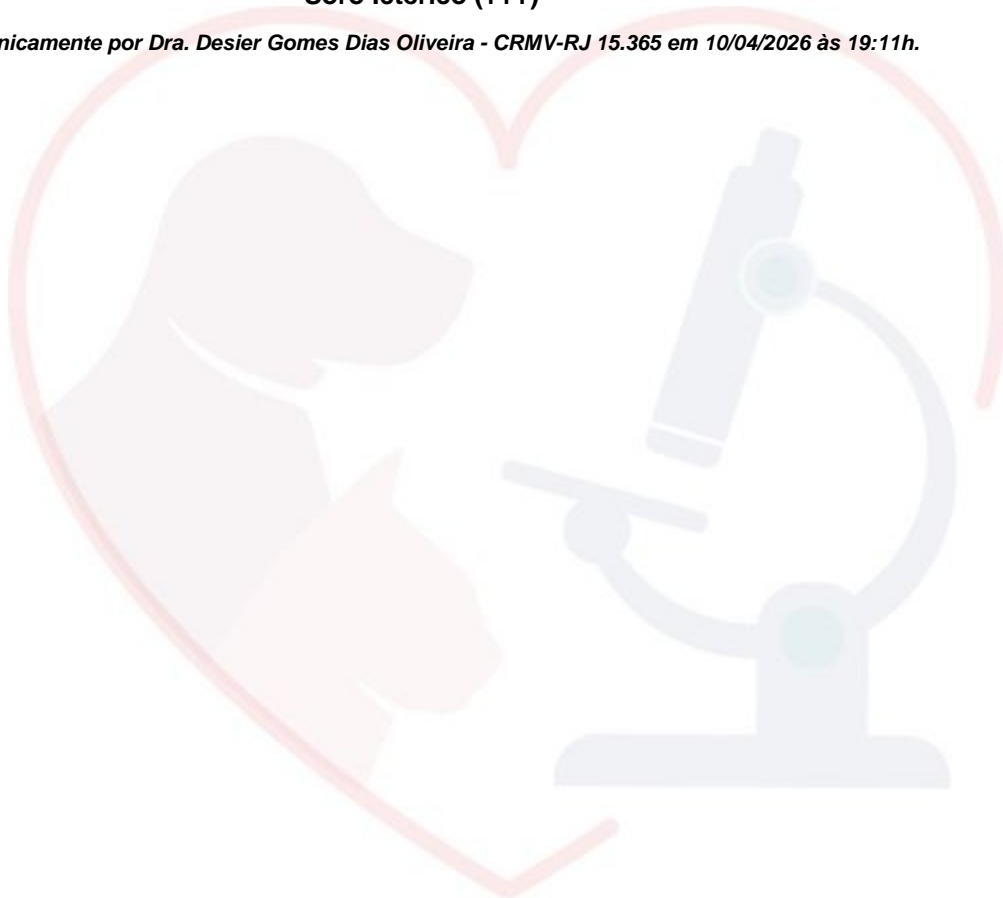 nicamente por Dra. Desier Gomes Dias Oliveira - CRMV-RJ 15.365 em 10/04/2026 às 19:11h.